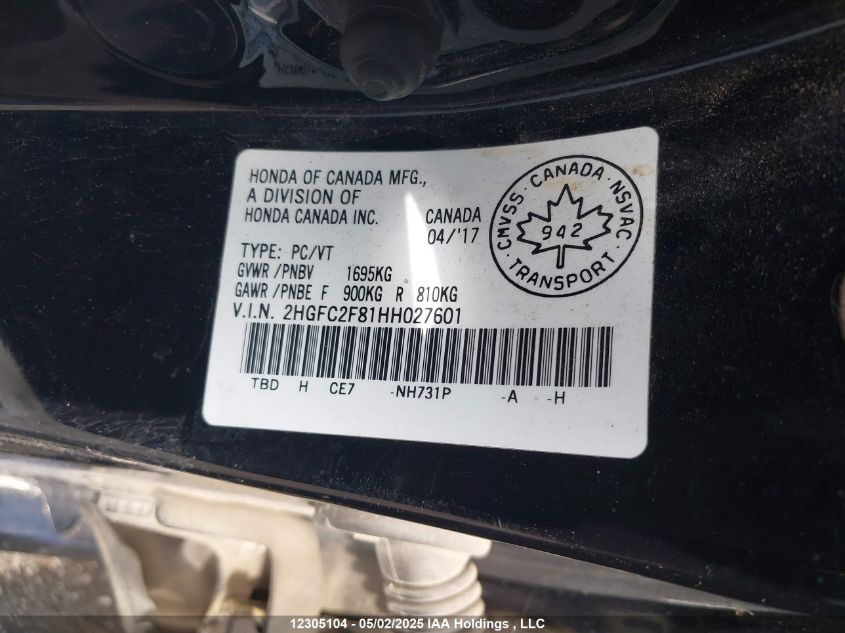 HONDA OF CANADA MFG.,
A DIVISION OF
HONDA CANADA INC.
CANADA
04/'17
TYPE: PC/VT
GVWR/PNBV 1695KG
GAWR/PNBE F 900KG R 810KG
V.I.N. 2HGFC2F81HH027601
TBD H CE7 -NH731P -A -H
CMVSS · CANADA · NSVAC
· TRANSPORT ·
942
12305104 - 05/02/2025 IAA Holdings , LLC